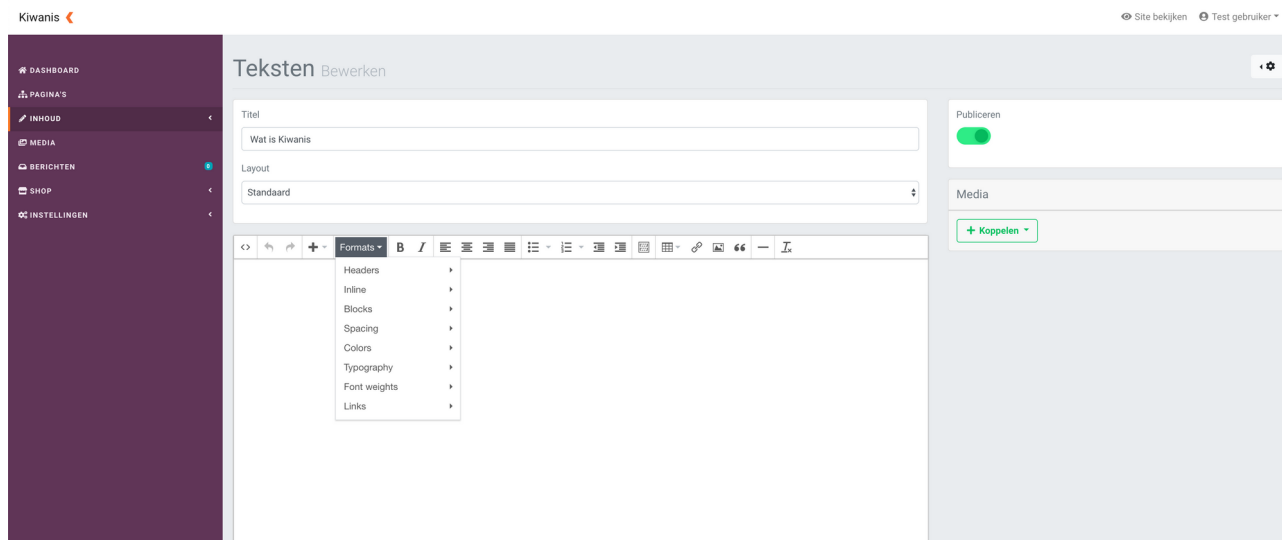 Kiwanis
Site bekijken
Test gebruiker
DASHBOARD
PAGINA'S
INHOUD
MEDIA
BERICHTEN 0
SHOP
INSTELLINGEN
Teksten Bewerken
Titel
Wat is Kiwanis
Layout
Standaard
Formats B I
Headers
Inline
Blocks
Spacing
Colors
Typography
Font weights
Links
Publiceren
Media
+ Koppelen